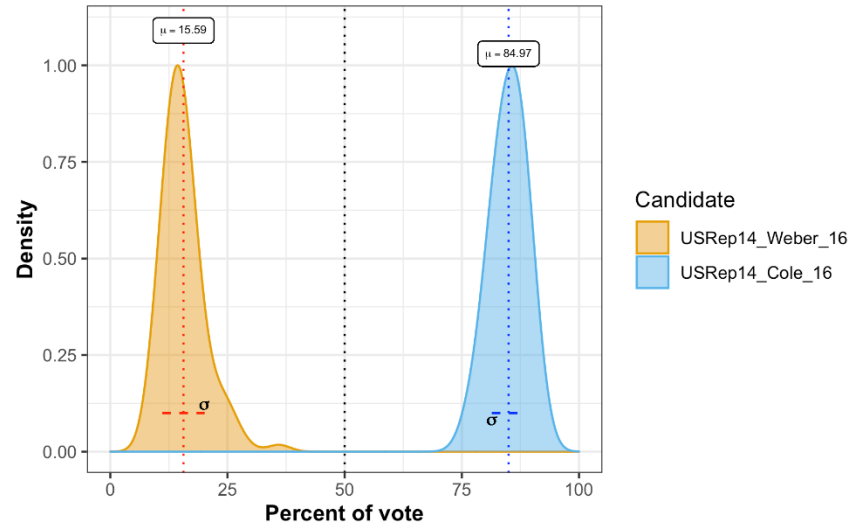 μ = 15.59
μ = 84.97
1.00
0.75
0.50
0.25
0.00
Density
σ
σ
0
25
50
75
100
Percent of vote
Candidate
USRep14_Weber_16
USRep14_Cole_16